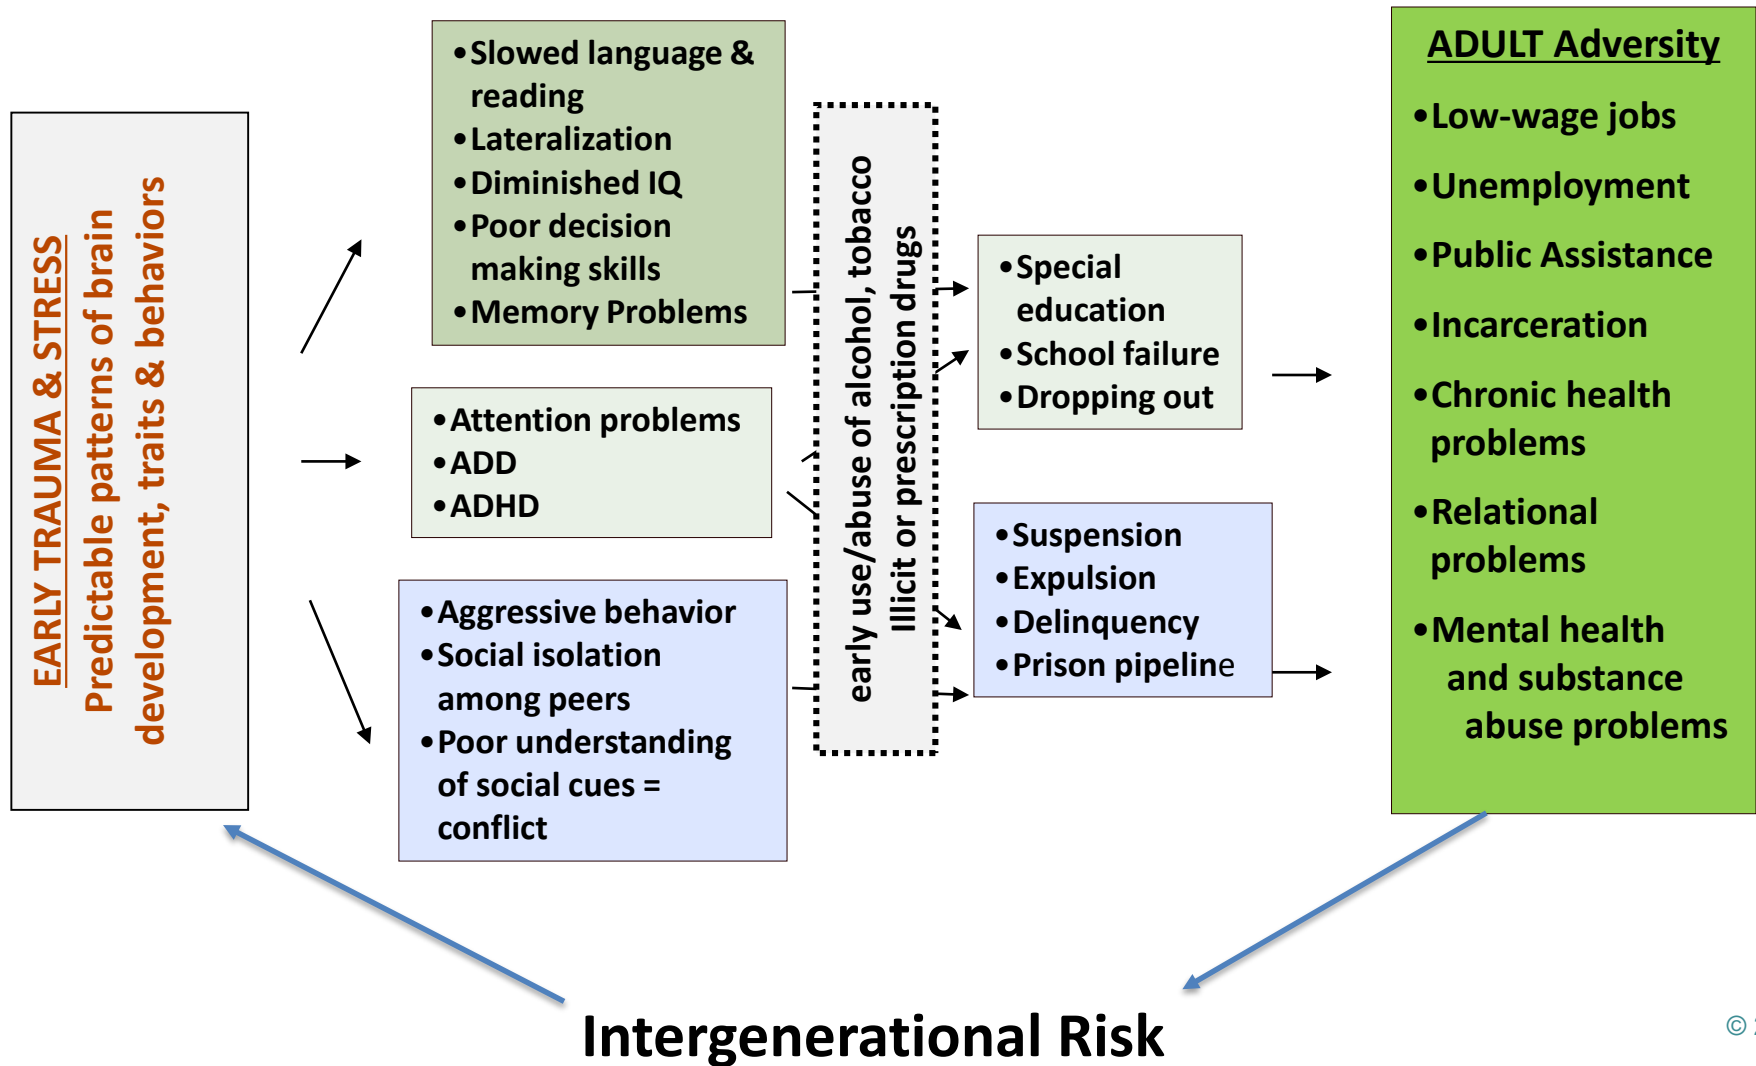 EARLY TRAUMA & STRESS
Predictable patterns of brain
development, traits & behaviors
•Slowed language &
reading
•Lateralization
•Diminished IQ
•Poor decision
making skills
•Memory Problems
•Attention problems
•ADD
•ADHD
•Aggressive behavior
•Social isolation
among peers
•Poor understanding
of social cues =
conflict
early use/abuse of alcohol, tobacco
Illicit or prescription drugs
•Special
education
•School failure
•Dropping out
•Suspension
•Expulsion
•Delinquency
•Prison pipeline
ADULT Adversity
•Low-wage jobs
•Unemployment
•Public Assistance
•Incarceration
•Chronic health
problems
•Relational
problems
•Mental health
and substance
abuse problems
Intergenerational Risk
©